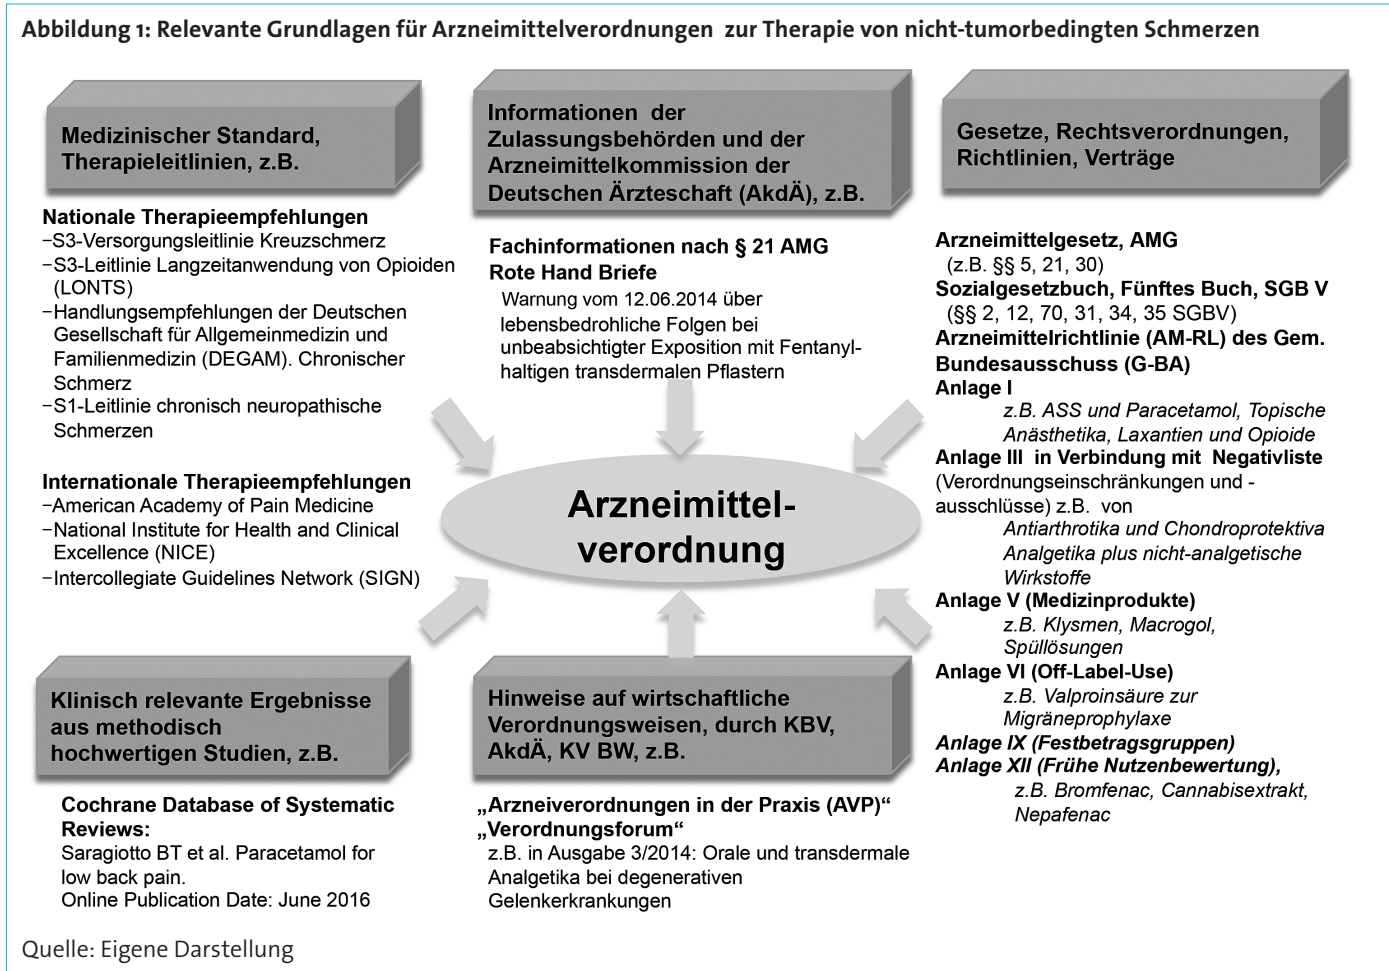 Abbildung 1: Relevante Grundlagen für Arzneimittelverordnungen zur Therapie von nicht-tumorbedingten Schmerzen
Medizinischer Standard,
Therapieleitlinien, z.B.
Nationale Therapieempfehlungen
–S3-Versorgungsleitlinie Kreuzschmerz
–S3-Leitlinie Langzeitanwendung von Opioiden
(LONTS)
–Handlungsempfehlungen der Deutschen
Gesellschaft für Allgemeinmedizin und
Familienmedizin (DEGAM). Chronischer
Schmerz
–S1-Leitlinie chronisch neuropathische
Schmerzen
Internationale Therapieempfehlungen
–American Academy of Pain Medicine
–National Institute for Health and Clinical
Excellence (NICE)
–Intercollegiate Guidelines Network (SIGN)
Informationen der
Zulassungsbehörden und der
Arzneimittelkommission der
Deutschen Ärzteschaft (AkdÄ), z.B.
Fachinformationen nach § 21 AMG
Rote Hand Briefe
Warnung vom 12.06.2014 über
lebensbedrohliche Folgen bei
unbeabsichtigter Exposition mit Fentanyl-
haltigen transdermalen Pflastern
Gesetze, Rechtsverordnungen,
Richtlinien, Verträge
Arzneimittelgesetz, AMG
(z.B. §§ 5, 21, 30)
Sozialgesetzbuch, Fünftes Buch, SGB V
(§§ 2, 12, 70, 31, 34, 35 SGBV)
Arzneimittelrichtlinie (AM-RL) des Gem.
Bundesausschuss (G-BA)
Anlage I
z.B. ASS und Paracetamol, Topische
Anästhetika, Laxantien und Opioide
Anlage III in Verbindung mit Negativliste
(Verordnungseinschränkungen und -
ausschlüsse) z.B. von
Antiarthrotika und Chondroprotektiva
Analgetika plus nicht-analgetische
Wirkstoffe
Anlage V (Medizinprodukte)
z.B. Klysmen, Macrogol,
Spüllösungen
Anlage VI (Off-Label-Use)
z.B. Valproinsäure zur
Migräneprophylaxe
Anlage IX (Festbetragsgruppen)
Anlage XII (Frühe Nutzenbewertung),
z.B. Bromfenac, Cannabisextrakt,
Nepafenac
Arzneimittel-
verordnung
Klinisch relevante Ergebnisse
aus methodisch
hochwertigen Studien, z.B.
Cochrane Database of Systematic
Reviews:
Saragiotto BT et al. Paracetamol for
low back pain.
Online Publication Date: June 2016
Hinweise auf wirtschaftliche
Verordnungsweisen, durch KBV,
AkdÄ, KV BW, z.B.
„Arzneiverordnungen in der Praxis (AVP)“
„Verordnungsforum“
z.B. in Ausgabe 3/2014: Orale und transdermale
Analgetika bei degenerativen
Gelenkerkrankungen
Quelle: Eigene Darstellung